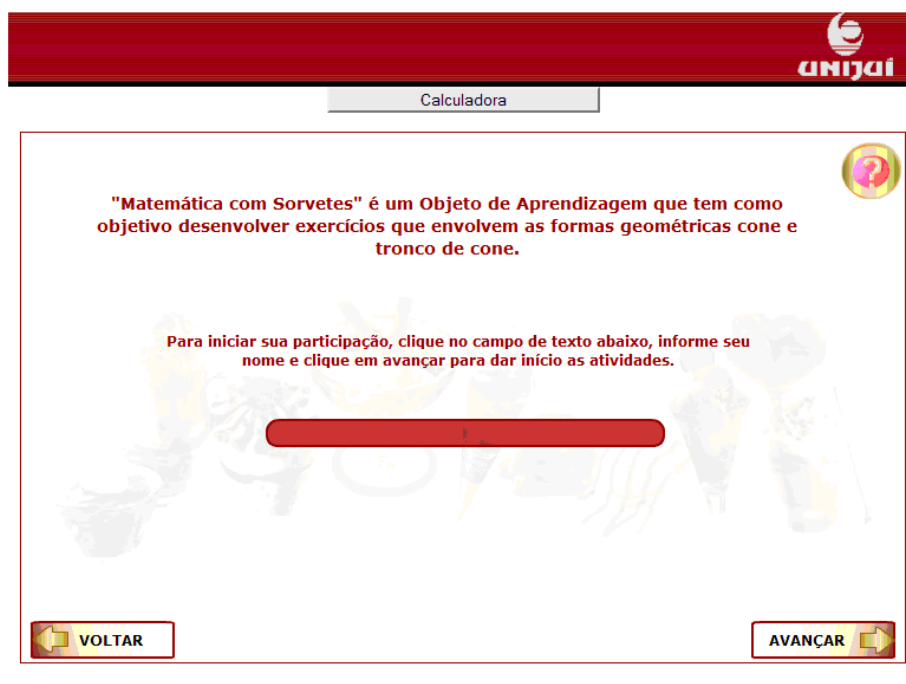 UNIJUÍ
Calculadora
?
"Matemática com Sorvetes" é um Objeto de Aprendizagem que tem como
objetivo desenvolver exercícios que envolvem as formas geométricas cone e
tronco de cone.
Para iniciar sua participação, clique no campo de texto abaixo, informe seu
nome e clique em avançar para dar início as atividades.
VOLTAR
AVANÇAR